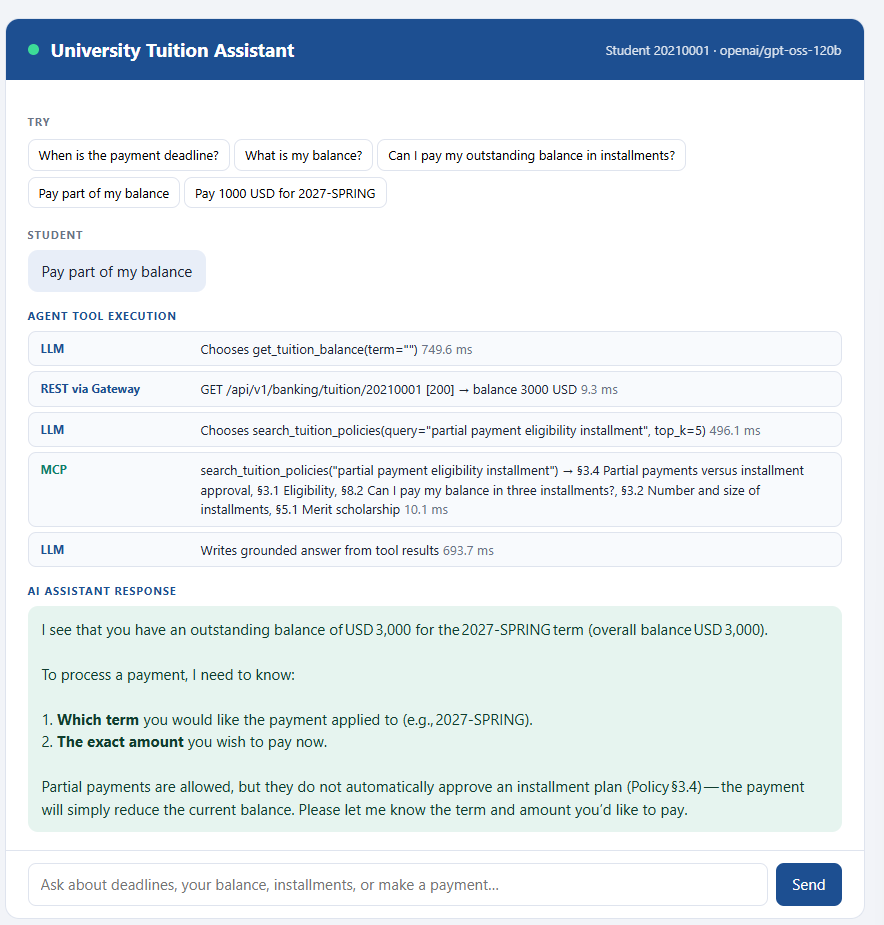 University Tuition Assistant
Student 20210001 · openai/gpt-oss-120b
TRY
When is the payment deadline?
What is my balance?
Can I pay my outstanding balance in installments?
Pay part of my balance
Pay 1000 USD for 2027-SPRING
STUDENT
Pay part of my balance
AGENT TOOL EXECUTION
LLM
Chooses get_tuition_balance(term="") 749.6 ms
REST via Gateway
GET /api/v1/banking/tuition/20210001 [200] → balance 3000 USD 9.3 ms
LLM
Chooses search_tuition_policies(query="partial payment eligibility installment", top_k=5) 496.1 ms
MCP
search_tuition_policies("partial payment eligibility installment") → §3.4 Partial payments versus installment
approval, §3.1 Eligibility, §8.2 Can I pay my balance in three installments?, §3.2 Number and size of
installments, §5.1 Merit scholarship 10.1 ms
LLM
Writes grounded answer from tool results 693.7 ms
AI ASSISTANT RESPONSE
I see that you have an outstanding balance of USD 3,000 for the 2027-SPRING term (overall balance USD 3,000).
To process a payment, I need to know:
1. Which term you would like the payment applied to (e.g., 2027-SPRING).
2. The exact amount you wish to pay now.
Partial payments are allowed, but they do not automatically approve an installment plan (Policy §3.4) — the payment
will simply reduce the current balance. Please let me know the term and amount you'd like to pay.
Ask about deadlines, your balance, installments, or make a payment...
Send